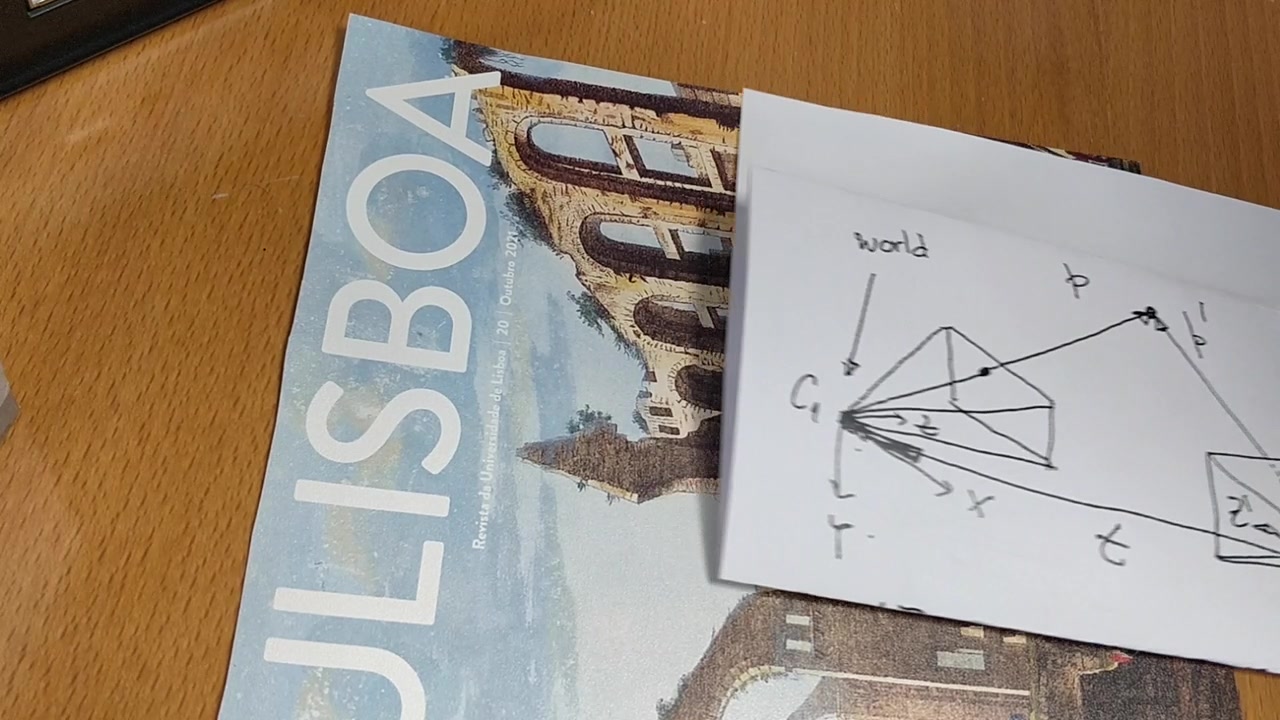 ULISBOA
Revista da Universidade de Lisboa | 20 | Outubro 2021
world
p
p'
C1
z
x
Y
t
z'